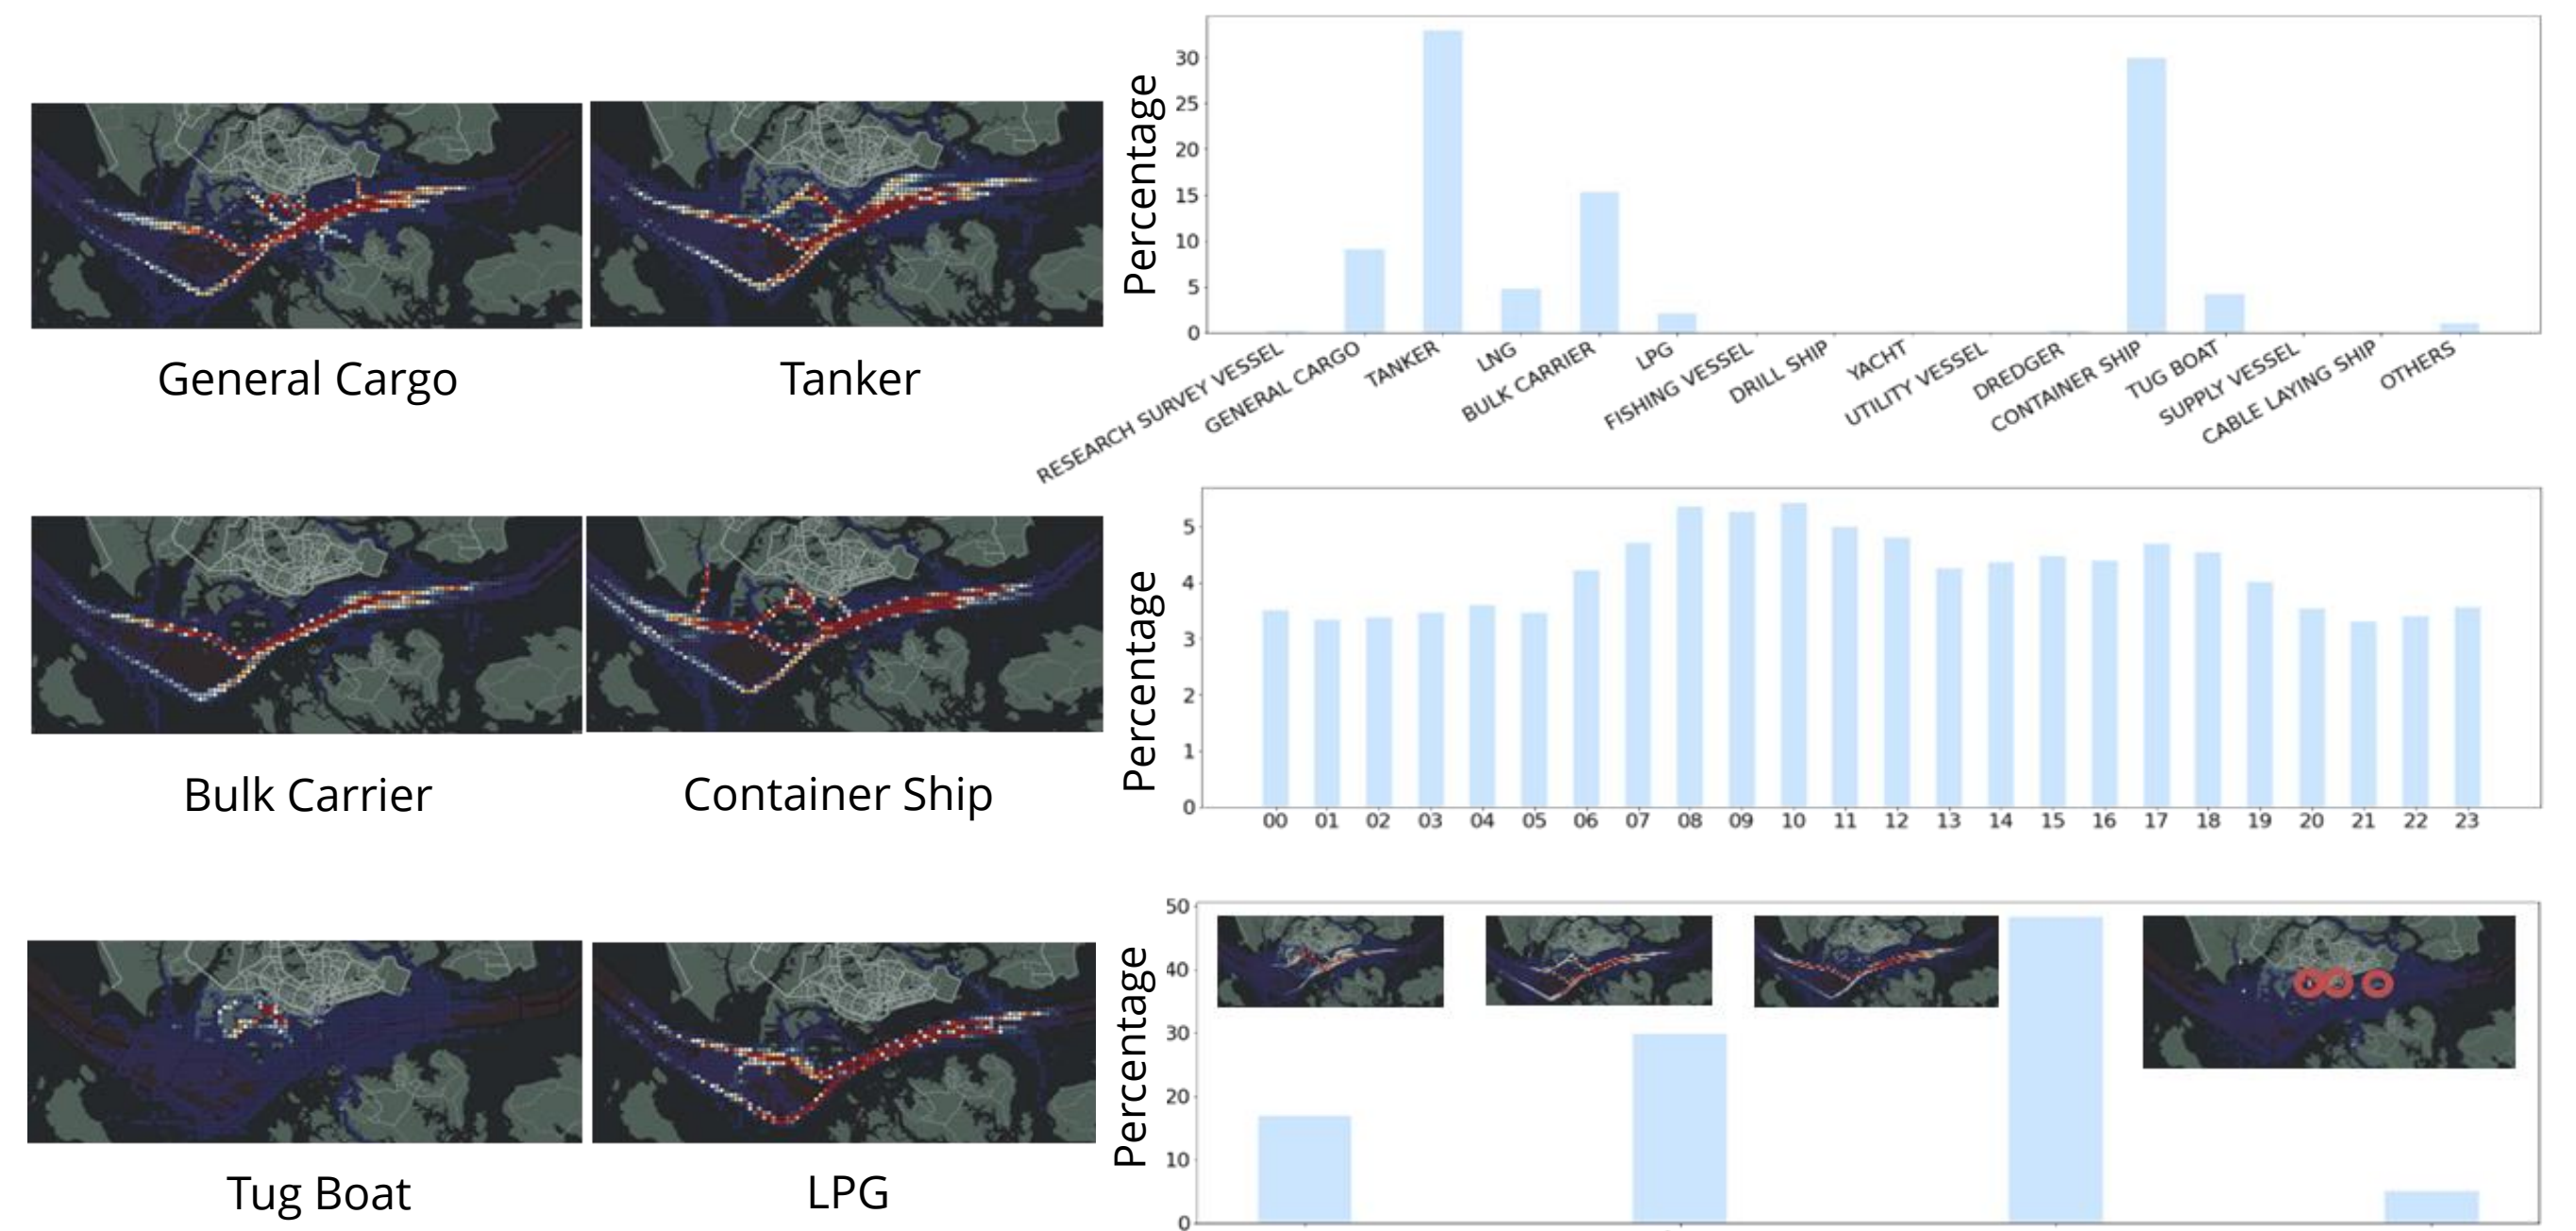 General Cargo
Tanker
Bulk Carrier
Container Ship
Tug Boat
LPG
Percentage
30
25
20
15
10
5
0
RESEARCH SURVEY VESSEL
GENERAL CARGO
TANKER
LNG
BULK CARRIER
LPG
FISHING VESSEL
DRILL SHIP
YACHT
UTILITY VESSEL
DREDGER
CONTAINER SHIP
TUG BOAT
SUPPLY VESSEL
CABLE LAYING SHIP
OTHERS
Percentage
5
4
3
2
1
0
00 01 02 03 04 05 06 07 08 09 10 11 12 13 14 15 16 17 18 19 20 21 22 23
Percentage
50
40
30
20
10
0